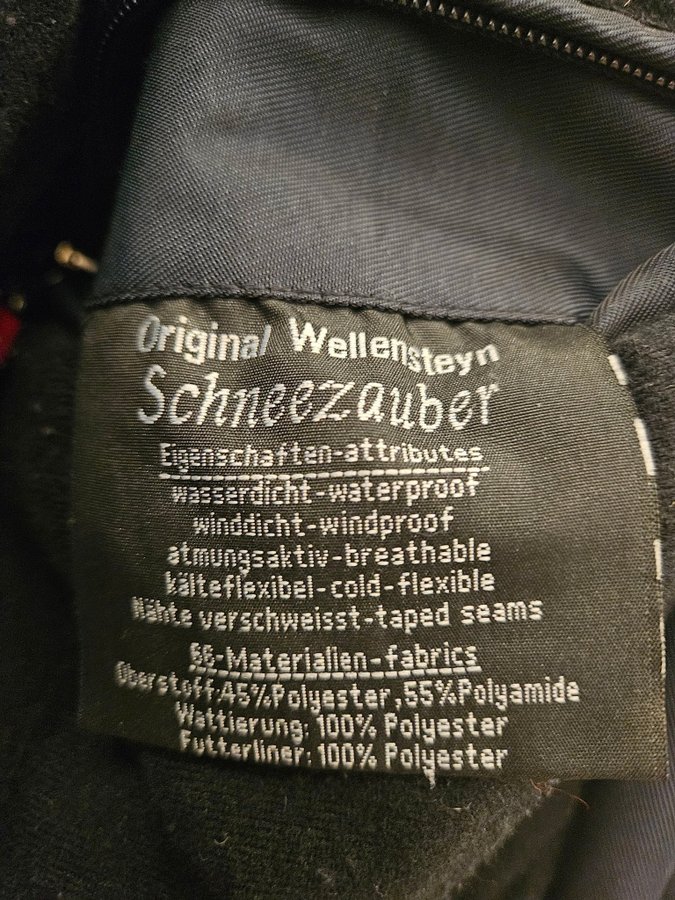 Original Wellensteyn
Schneezauber
Eigenschaften-attributes
wasserdicht-waterproof
winddicht-windproof
atmungsaktiv-breathable
kälteflexibel-cold-flexible
Nähte verschweisst-taped seams
66-Materialien-fabrics
Oberstoff:45%Polyester,55%Polyamide
Wattierung: 100% Polyester
Futterliner: 100% Polyester